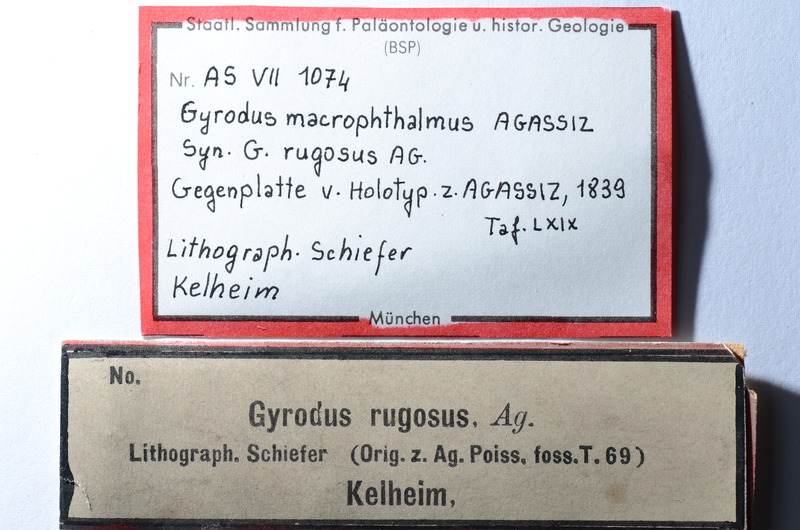 Staatl. Sammlung f. Paläontologie u. histor. Geologie
(BSP)
Nr. AS VII 1074
Gyrodus macrophthalmus AGASSIZ
Syn. G. rugosus AG.
Gegenplatte v. Holotyp. z. AGASSIZ, 1839
Taf. LXIX
Lithograph. Schiefer
Kelheim
München
No.
Gyrodus rugosus, Ag.
Lithograph. Schiefer (Orig. z. Ag. Poiss. foss. T. 69)
Kelheim,